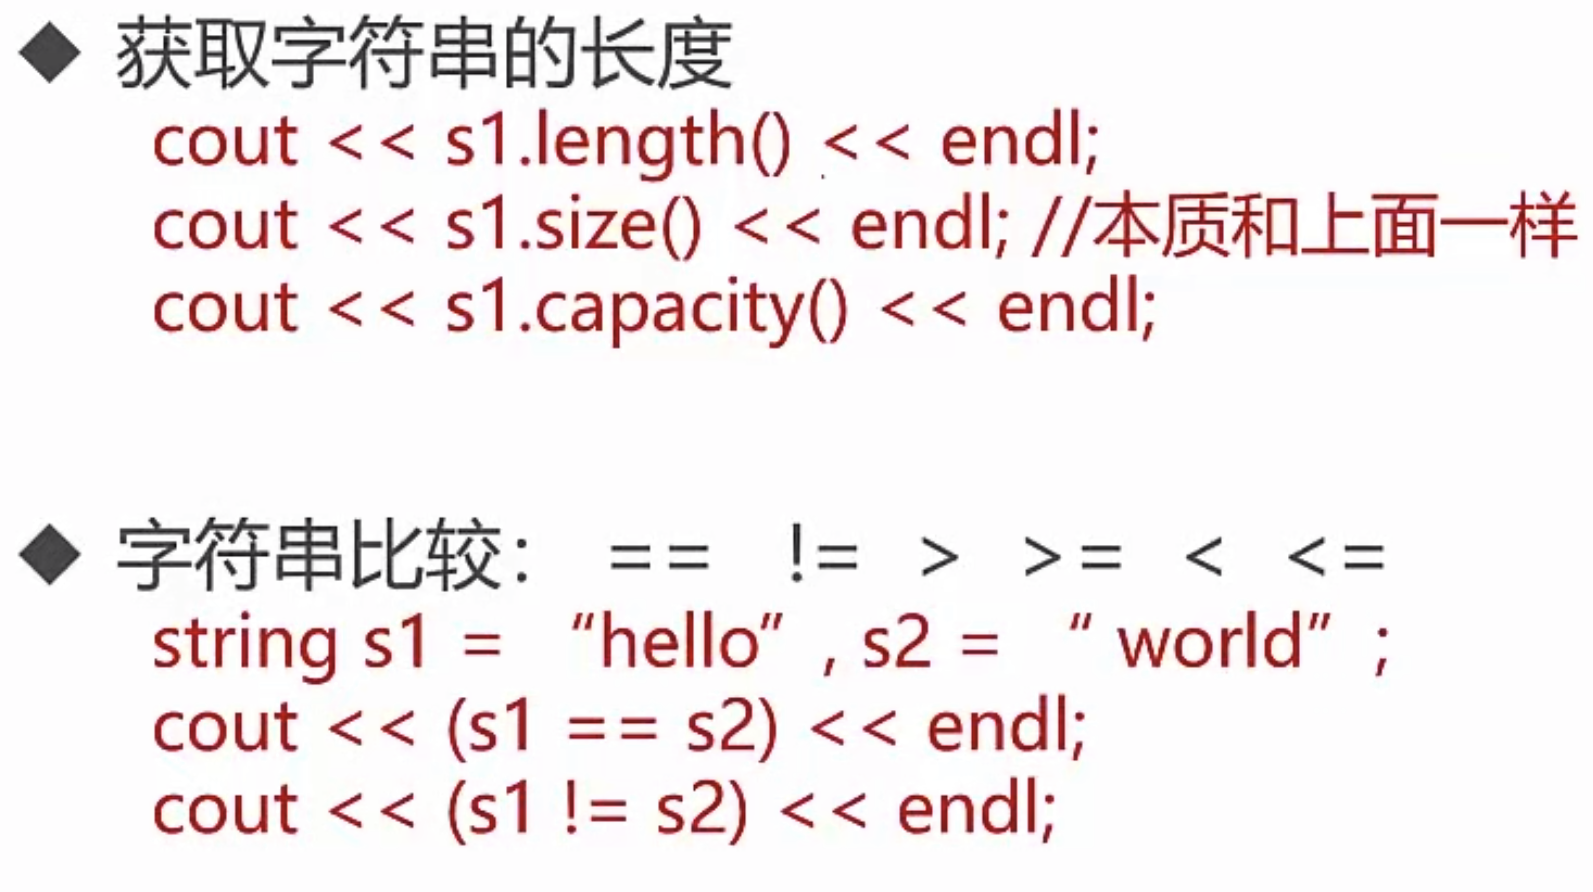 ◆ 获取字符串的长度
cout << s1.length() << endl;
cout << s1.size() << endl; //本质和上面一样
cout << s1.capacity() << endl;
◆ 字符串比较： == != > >= < <=
string s1 = “hello”, s2 = “ world”;
cout << (s1 == s2) << endl;
cout << (s1 != s2) << endl;